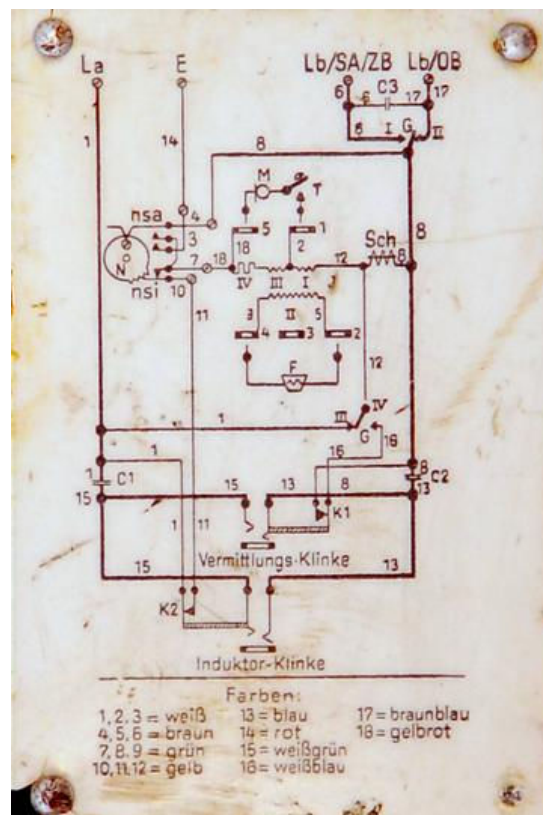 La E Lb/SA/ZB Lb/OB
6 C3 17
6 17
6 I G II
1 14 8
M T
hsa 4
5 1
3 18 2 8
Sch
N 7 18 12 8
IV III I J
nsi 10
3 II 5
11 4 3 2
F 12
III IV
1 G
16
1 16 8
1 C1 C2
15 15 13 8 13
K1
1 11
Vermittlungs-Klinke
15 13
K2
Induktor-Klinke
Farben:
1,2,3 = weiß 13 = blau 17 = braunblau
4,5,6 = braun 14 = rot 18 = gelbrot
7,8,9 = grün 15 = weißgrün
10,11,12 = gelb 16 = weißblau